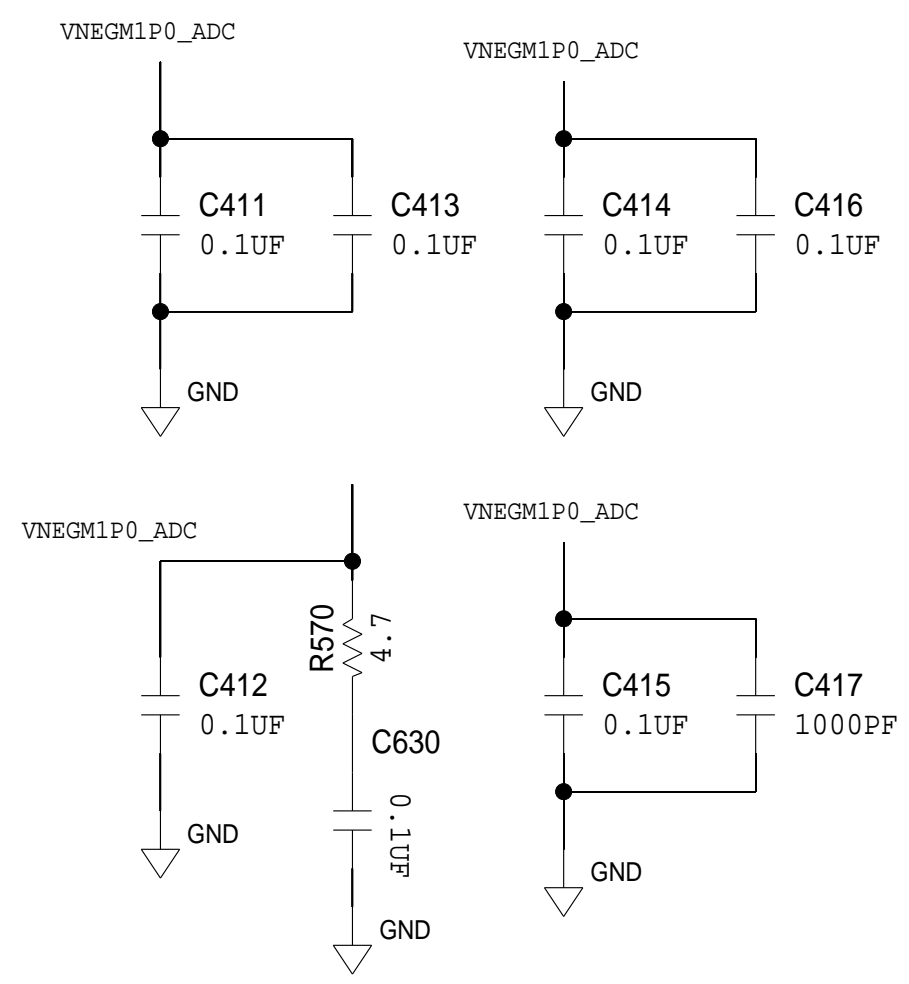 VNEGM1P0_ADC
C411
0.1UF
C413
0.1UF
GND
VNEGM1P0_ADC
C414
0.1UF
C416
0.1UF
GND
VNEGM1P0_ADC
C412
0.1UF
GND
R570
4.7
C630
0.1UF
GND
VNEGM1P0_ADC
C415
0.1UF
C417
1000PF
GND